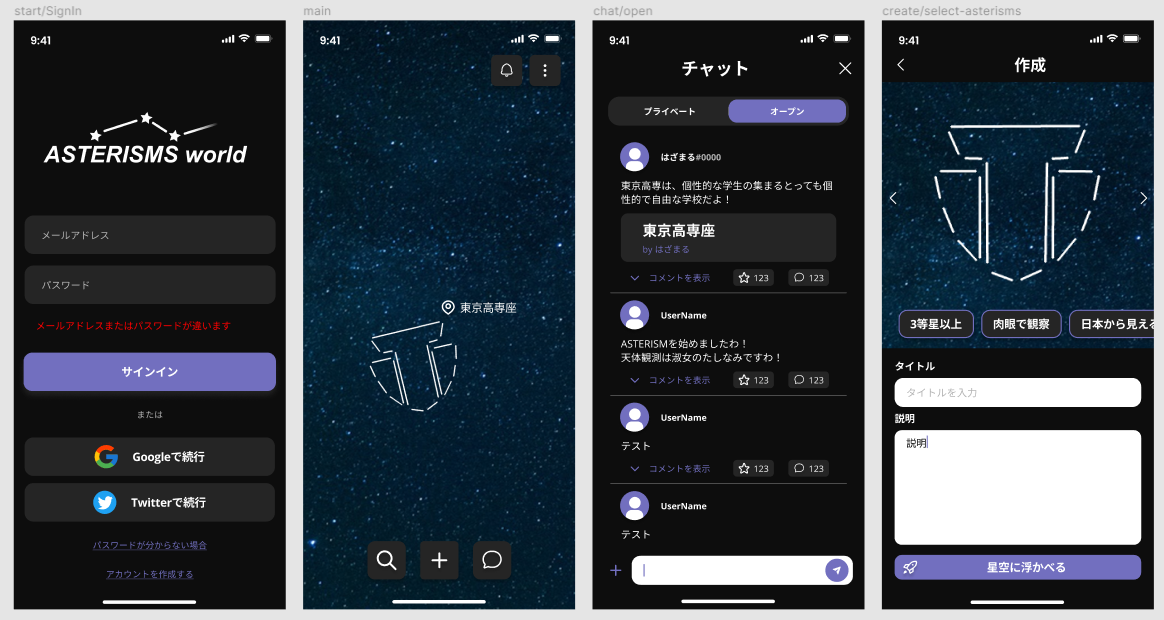 start/SignIn
9:41
ASTERISMS world
メールアドレス
パスワード
メールアドレスまたはパスワードが違います
サインイン
または
Googleで続行
Twitterで続行
パスワードが分からない場合
アカウントを作成する
main
9:41
東京高専座
chat/open
9:41
チャット
プライベート
オープン
はざまる#0000
東京高専は、個性的な学生の集まるとっても個
性的で自由な学校だよ！
東京高専座
by はざまる
コメントを表示
123
123
UserName
ASTERISMを始めましたわ！
天体観測は淑女のたしなみですわ！
コメントを表示
123
123
UserName
テスト
コメントを表示
123
123
UserName
テスト
create/select-asterisms
9:41
作成
3等星以上
肉眼で観察
日本から見える
タイトル
タイトルを入力
説明
説明
星空に浮かべる